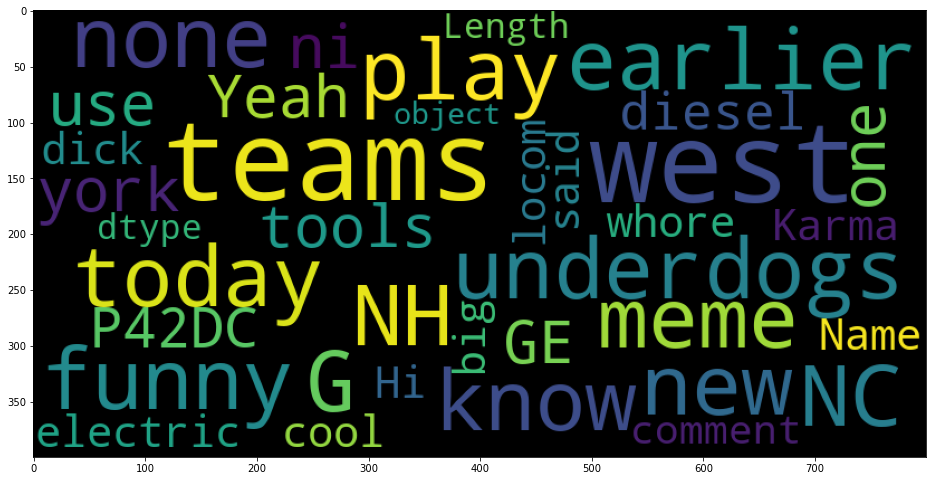 0
50
100
150
200
250
300
350
none
ni
Length
play
earlier
use
Yeah
object
diesel
dick
teams
locom
said
west
one
york
dtype
tools
whore
Karma
today
underdogs
P42DC
NH
big
GE
meme
Name
funny
G
Hi
know
new
NC
electric
cool
comment
0 100 200 300 400 500 600 700